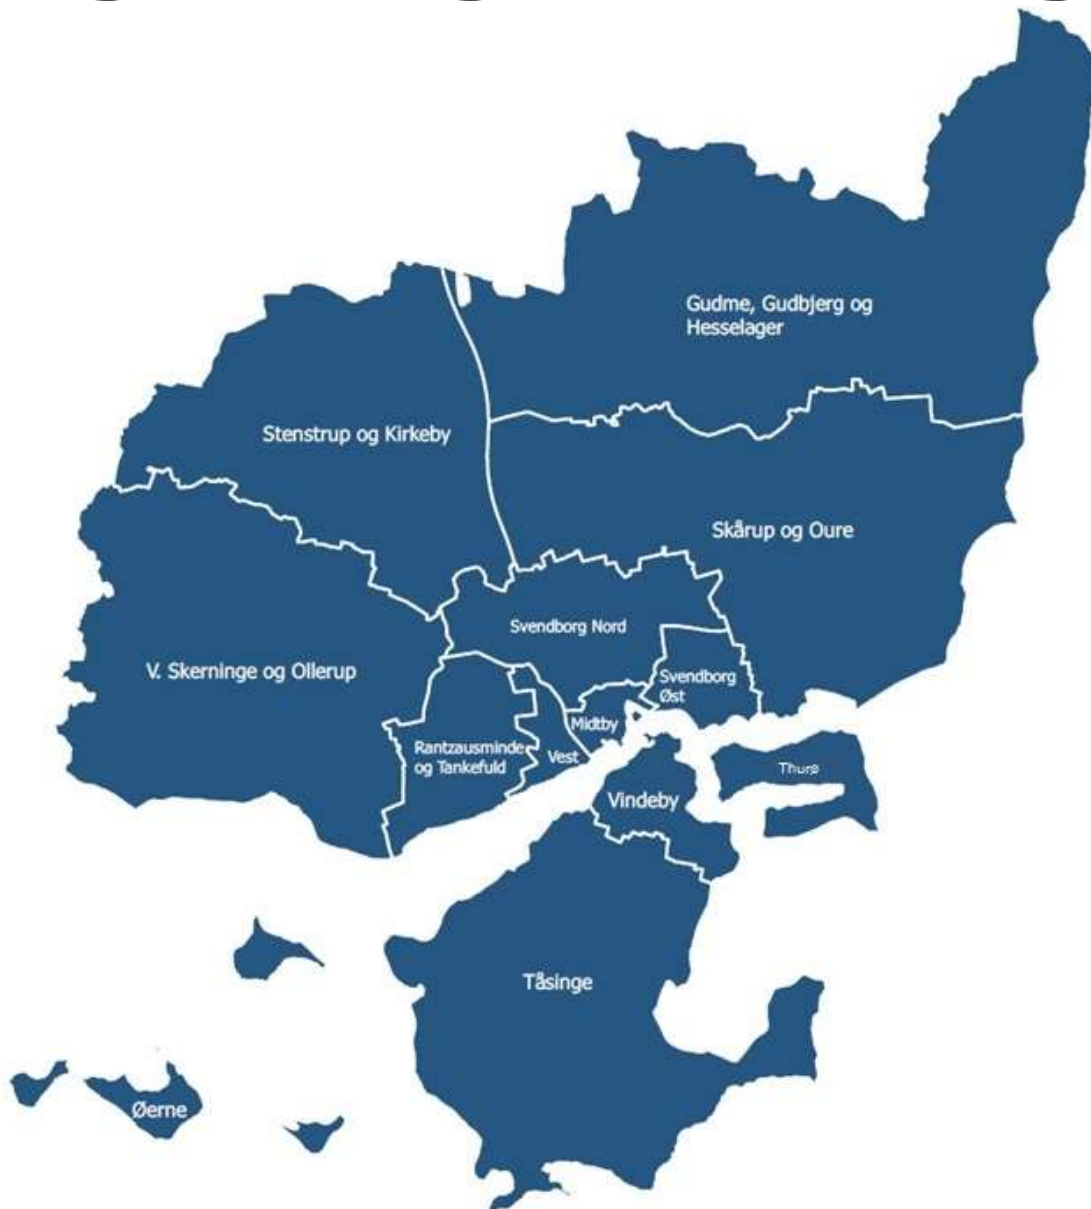 Gudme, Gudbjerg og
Hesselager
Stenstrup og Kirkeby
Skårup og Oure
Svendborg Nord
V. Skerninge og Ollerup
Svendborg
Øst
Midtby
Rantzausminde
og Tankefuld
Vest
Thurø
Vindeby
Tåsinge
Øerne